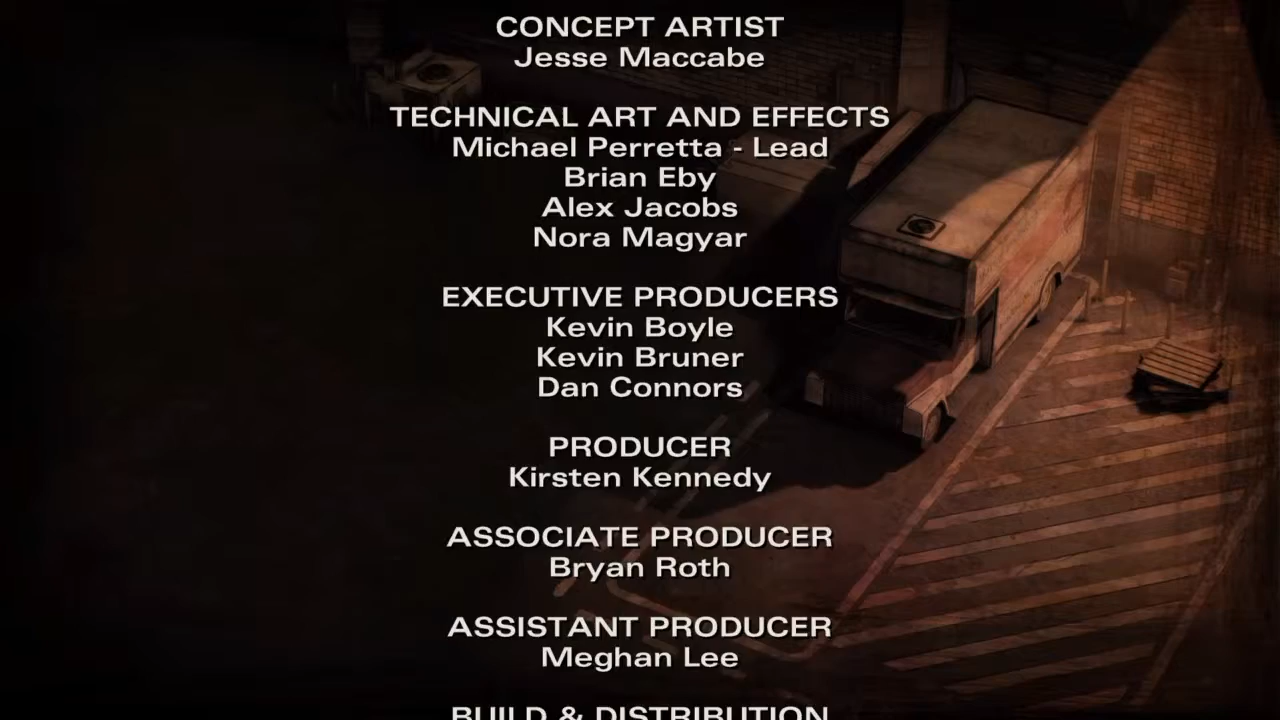 CONCEPT ARTIST
Jesse Maccabe
TECHNICAL ART AND EFFECTS
Michael Perretta - Lead
Brian Eby
Alex Jacobs
Nora Magyar
EXECUTIVE PRODUCERS
Kevin Boyle
Kevin Bruner
Dan Connors
PRODUCER
Kirsten Kennedy
ASSOCIATE PRODUCER
Bryan Roth
ASSISTANT PRODUCER
Meghan Lee
BUILD & DISTRIBUTION